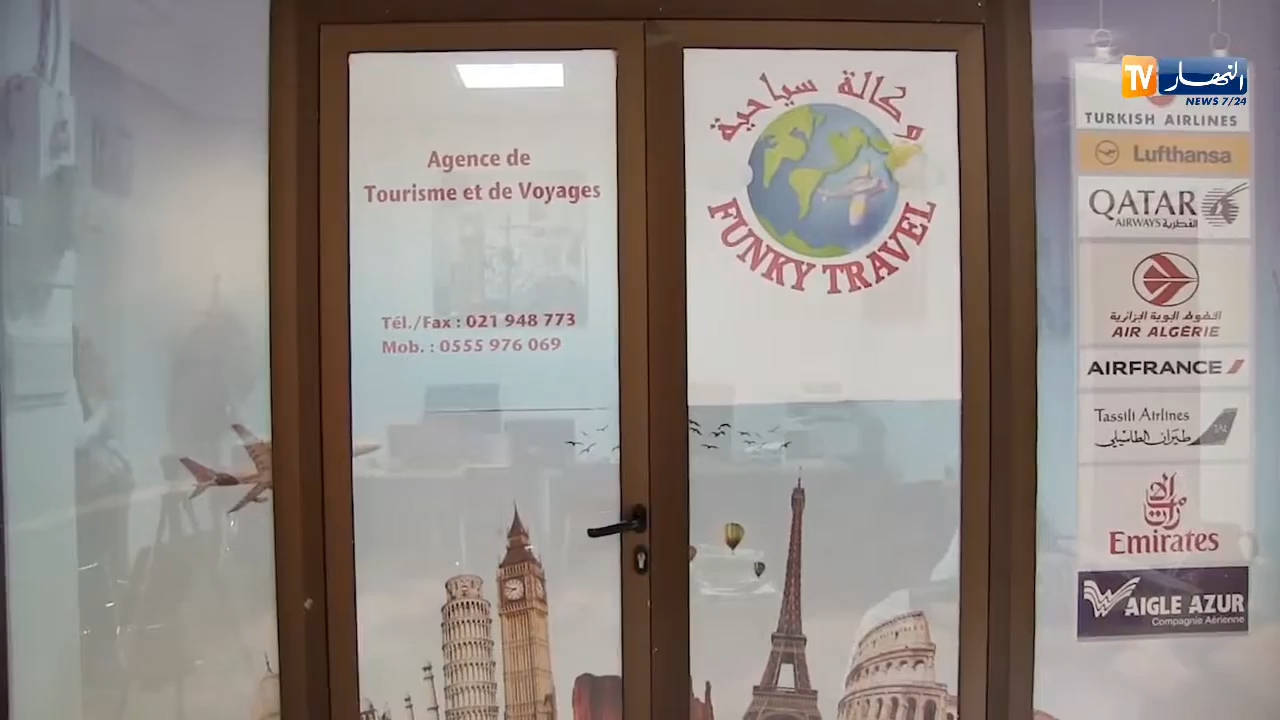 Agence de
Tourisme et de Voyages
Tél./Fax : 021 948 773
Mob. : 0555 976 069
وكالة سياحية
FUNKY TRAVEL
TV النهار
NEWS 7/24
TURKISH AIRLINES
Lufthansa
QATAR
AIRWAYS القطرية
الخطوط الجوية الجزائرية
AIR ALGÉRIE
AIRFRANCE
Tassili Airlines
طيران الطاسيلي
TAL
الإمارات
Emirates
AIGLE AZUR
Compagnie Aérienne